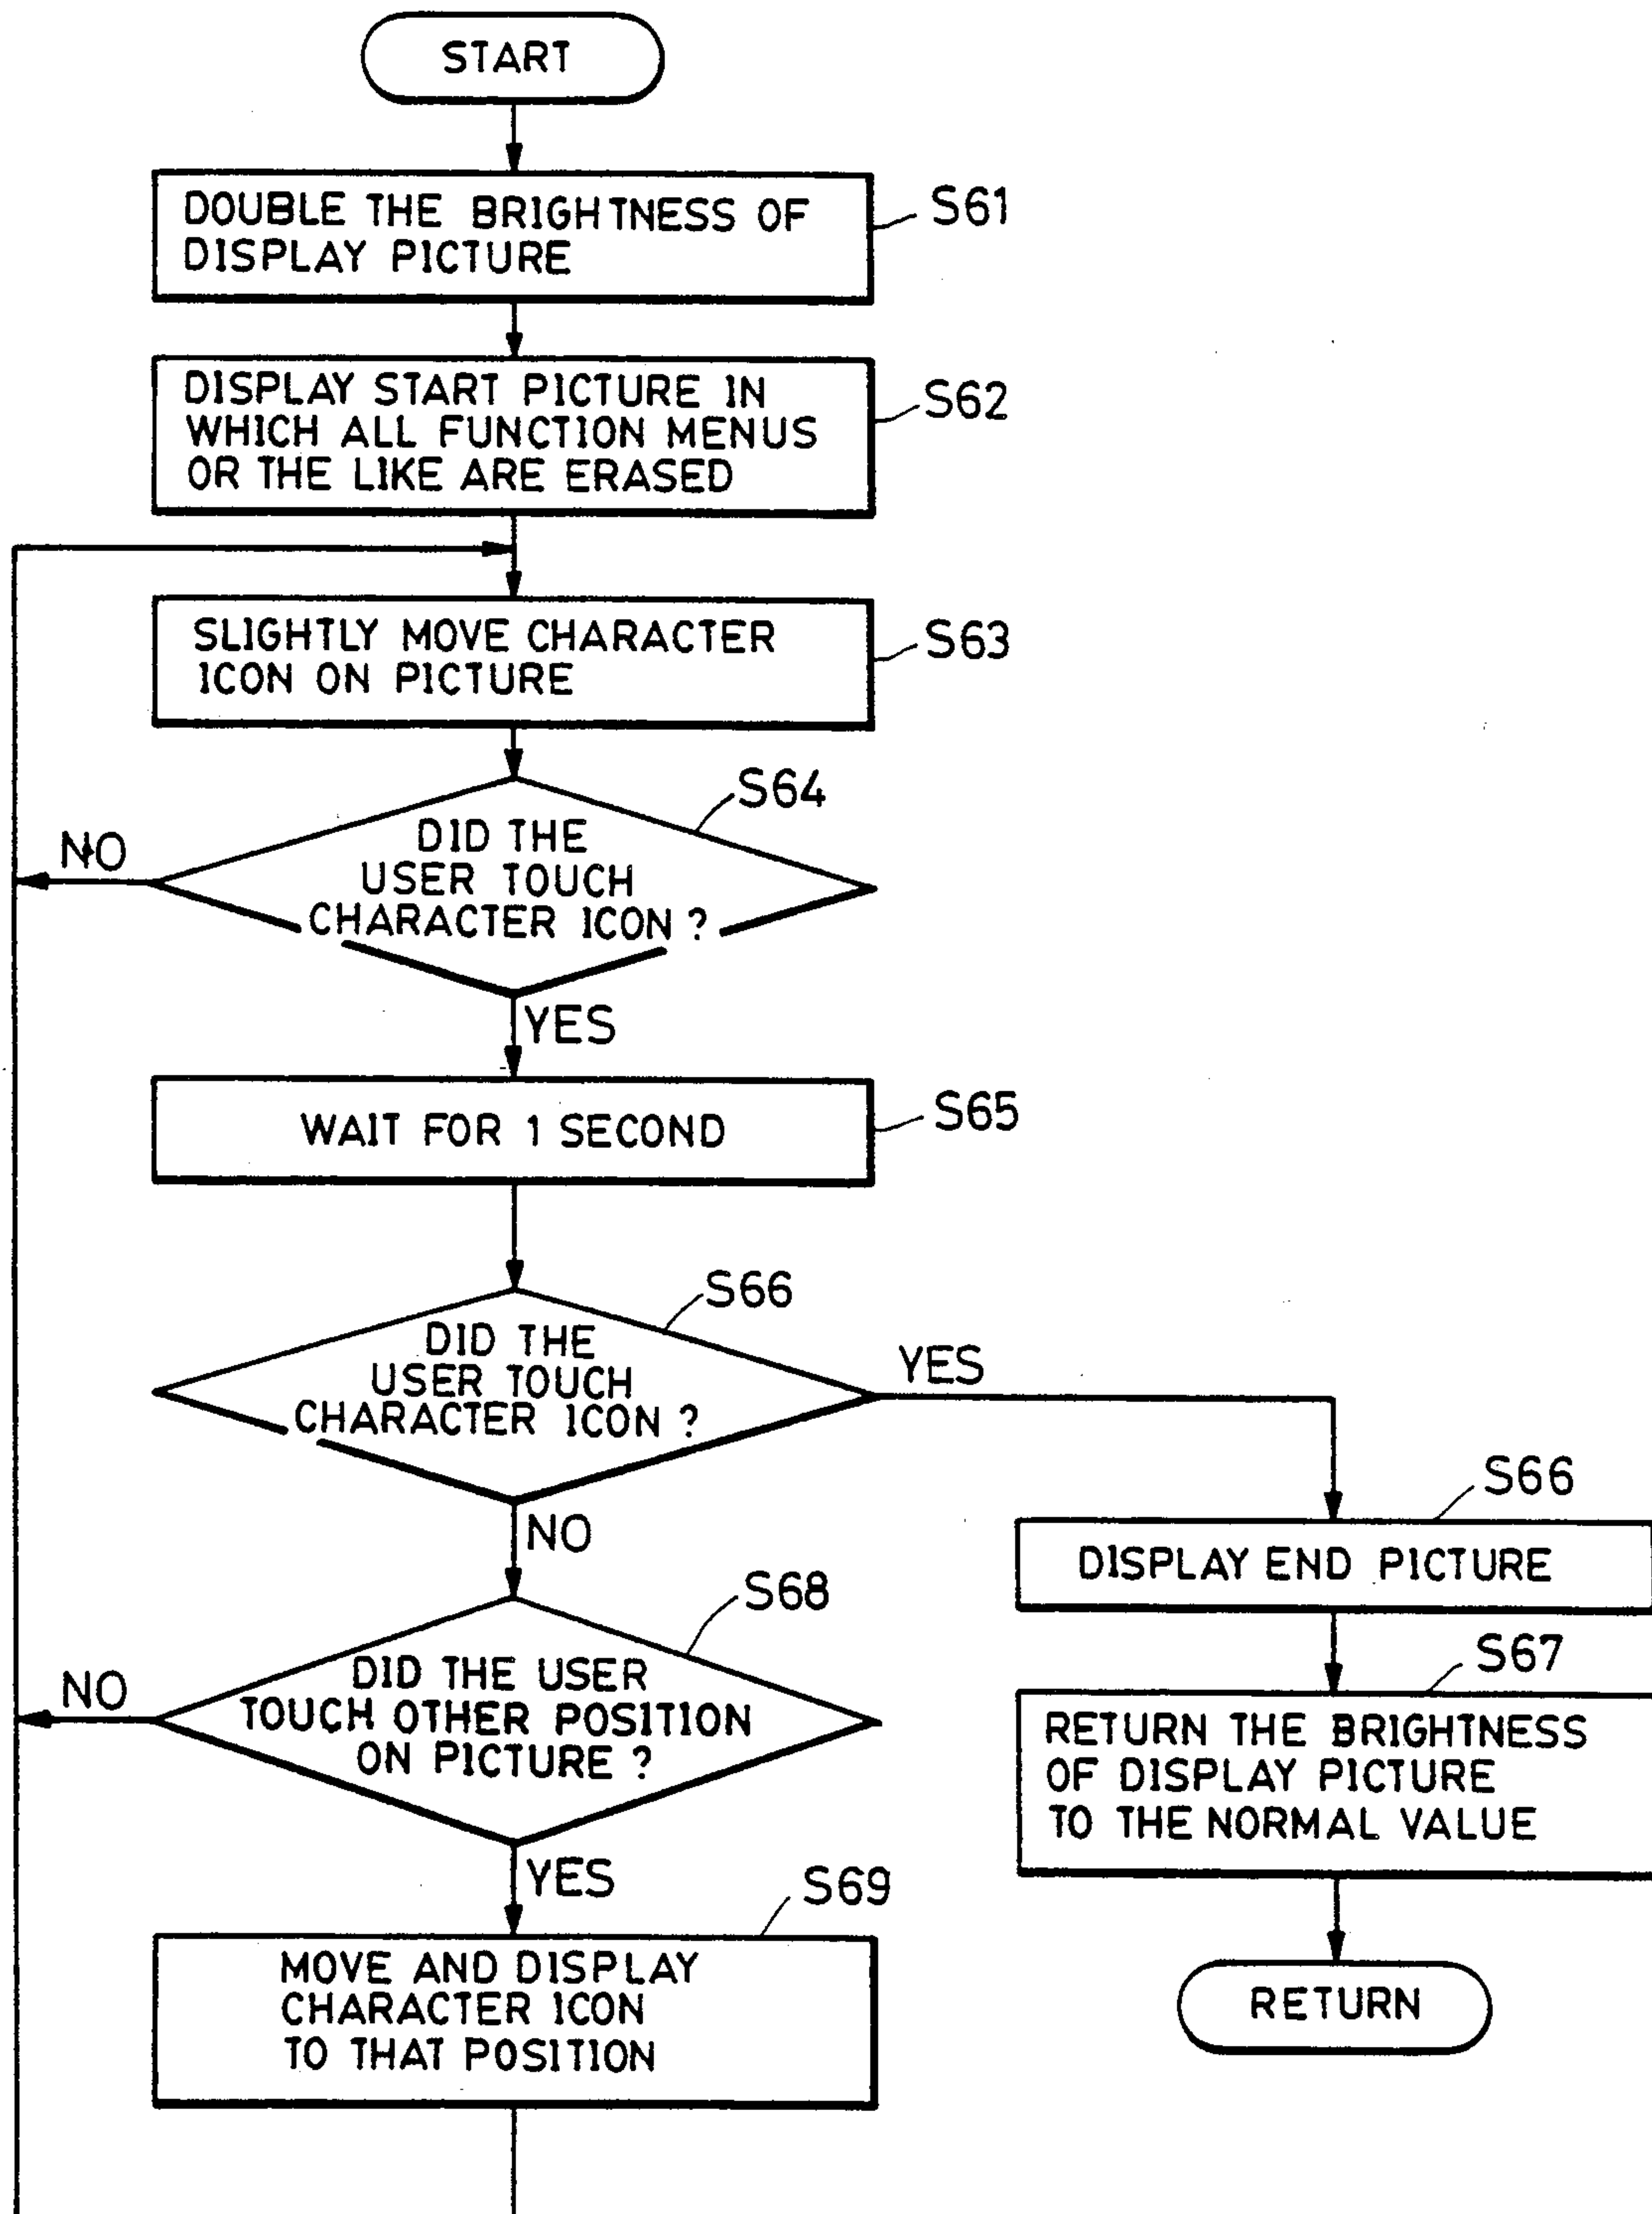 START
DOUBLE THE BRIGHTNESS OF
DISPLAY PICTURE
S61
DISPLAY START PICTURE IN
WHICH ALL FUNCTION MENUS
OR THE LIKE ARE ERASED
S62
SLIGHTLY MOVE CHARACTER
ICON ON PICTURE
S63
S64
DID THE
USER TOUCH
CHARACTER ICON ?
NO
YES
WAIT FOR 1 SECOND
S65
S66
DID THE
USER TOUCH
CHARACTER ICON ?
YES
NO
S66
DISPLAY END PICTURE
S67
RETURN THE BRIGHTNESS
OF DISPLAY PICTURE
TO THE NORMAL VALUE
RETURN
S68
DID THE USER
TOUCH OTHER POSITION
ON PICTURE ?
NO
YES
S69
MOVE AND DISPLAY
CHARACTER ICON
TO THAT POSITION